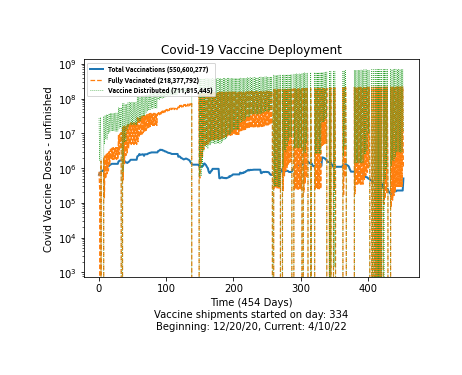 Covid-19 Vaccine Deployment
Total Vaccinations (550,600,277)
Fully Vacinated (218,377,792)
Vaccine Distributed (711,815,445)
Covid Vaccine Doses - unfinished
10⁹
10⁸
10⁷
10⁶
10⁵
10⁴
10³
0 100 200 300 400
Time (454 Days)
Vaccine shipments started on day: 334
Beginning: 12/20/20, Current: 4/10/22